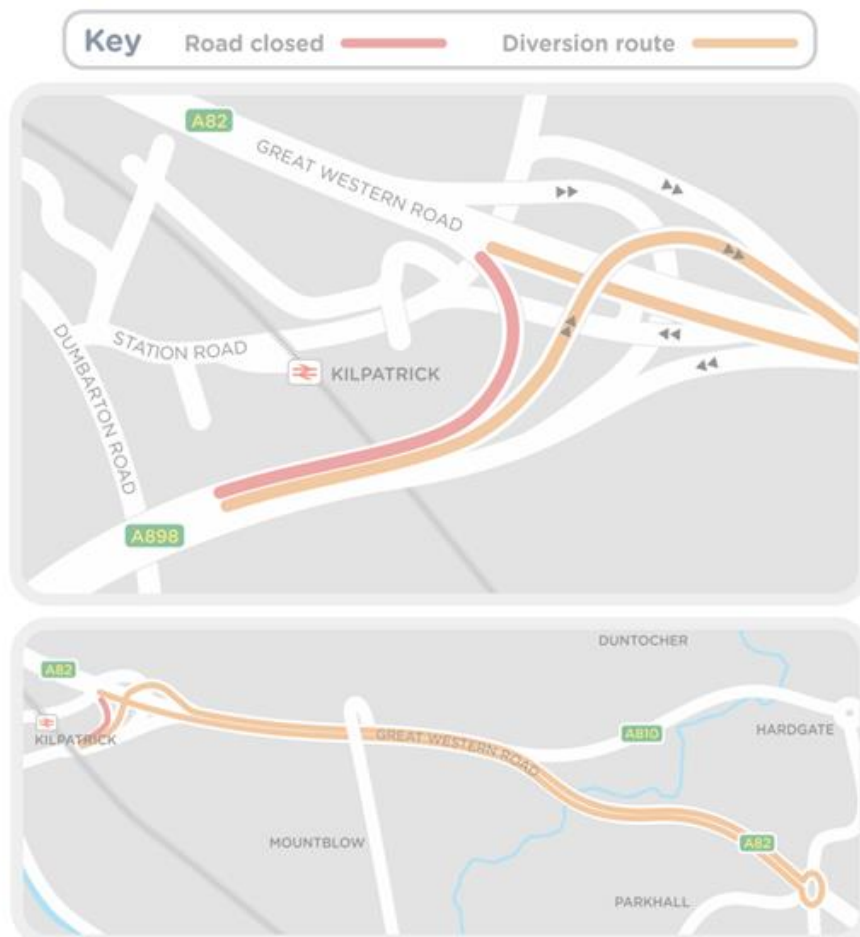 Key Road closed Diversion route
A82
GREAT WESTERN ROAD
STATION ROAD
KILPATRICK
DUMBARTON ROAD
A898
DUNTOCHER
A82
KILPATRICK
A810
HARDGATE
GREAT WESTERN ROAD
MOUNTBLOW
A82
PARKHALL